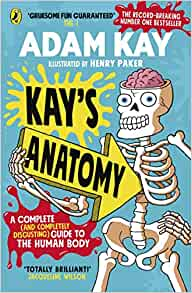 'GRUESOME FUN GUARANTEED'
THE RECORD-BREAKING
NUMBER ONE BESTSELLER
ADAM KAY
ILLUSTRATED BY HENRY PAKER
KAY'S
ANATOMY
A COMPLETE
(AND COMPLETELY
DISGUSTING) GUIDE
TO THE
HUMAN BODY
'TOTALLY BRILLIANT!'
JACQUELINE WILSON